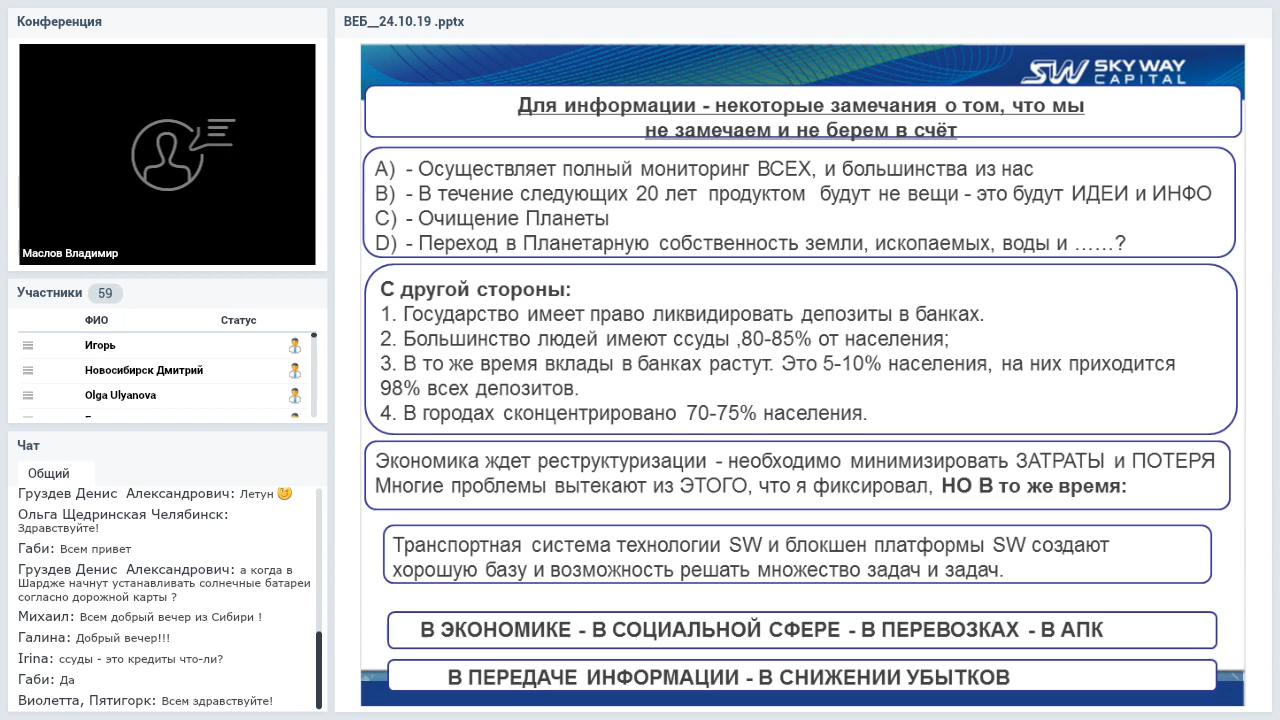 Конференция
Маслов Владимир
Участники 59
ФИО Статус
Игорь
Новосибирск Дмитрий
Olga Ulyanova
Чат
Общий
Груздев Денис Александрович: Летун
Ольга Щедринская Челябинск:
Здравствуйте!
Габи: Всем привет
Груздев Денис Александрович: а когда в
Шардже начнут устанавливать солнечные батареи
согласно дорожной карты ?
Михаил: Всем добрый вечер из Сибири !
Галина: Добрый вечер!!!
Irina: ссуды - это кредиты что-ли?
Габи: Да
Виолетта, Пятигорк: Всем здравствуйте!
ВЕБ__24.10.19 .pptx
SW SKY WAY
CAPITAL
Для информации - некоторые замечания о том, что мы
не замечаем и не берем в счёт
A) - Осуществляет полный мониторинг ВСЕХ, и большинства из нас
B) - В течение следующих 20 лет продуктом будут не вещи - это будут ИДЕИ и ИНФО
C) - Очищение Планеты
D) - Переход в Планетарную собственность земли, ископаемых, воды и ......?
С другой стороны:
1. Государство имеет право ликвидировать депозиты в банках.
2. Большинство людей имеют ссуды ,80-85% от населения;
3. В то же время вклады в банках растут. Это 5-10% населения, на них приходится
98% всех депозитов.
4. В городах сконцентрировано 70-75% населения.
Экономика ждет реструктуризации - необходимо минимизировать ЗАТРАТЫ и ПОТЕРЯ
Многие проблемы вытекают из ЭТОГО, что я фиксировал, НО В то же время:
Транспортная система технологии SW и блокшен платформы SW создают
хорошую базу и возможность решать множество задач и задач.
В ЭКОНОМИКЕ - В СОЦИАЛЬНОЙ СФЕРЕ - В ПЕРЕВОЗКАХ - В АПК
В ПЕРЕДАЧЕ ИНФОРМАЦИИ - В СНИЖЕНИИ УБЫТКОВ